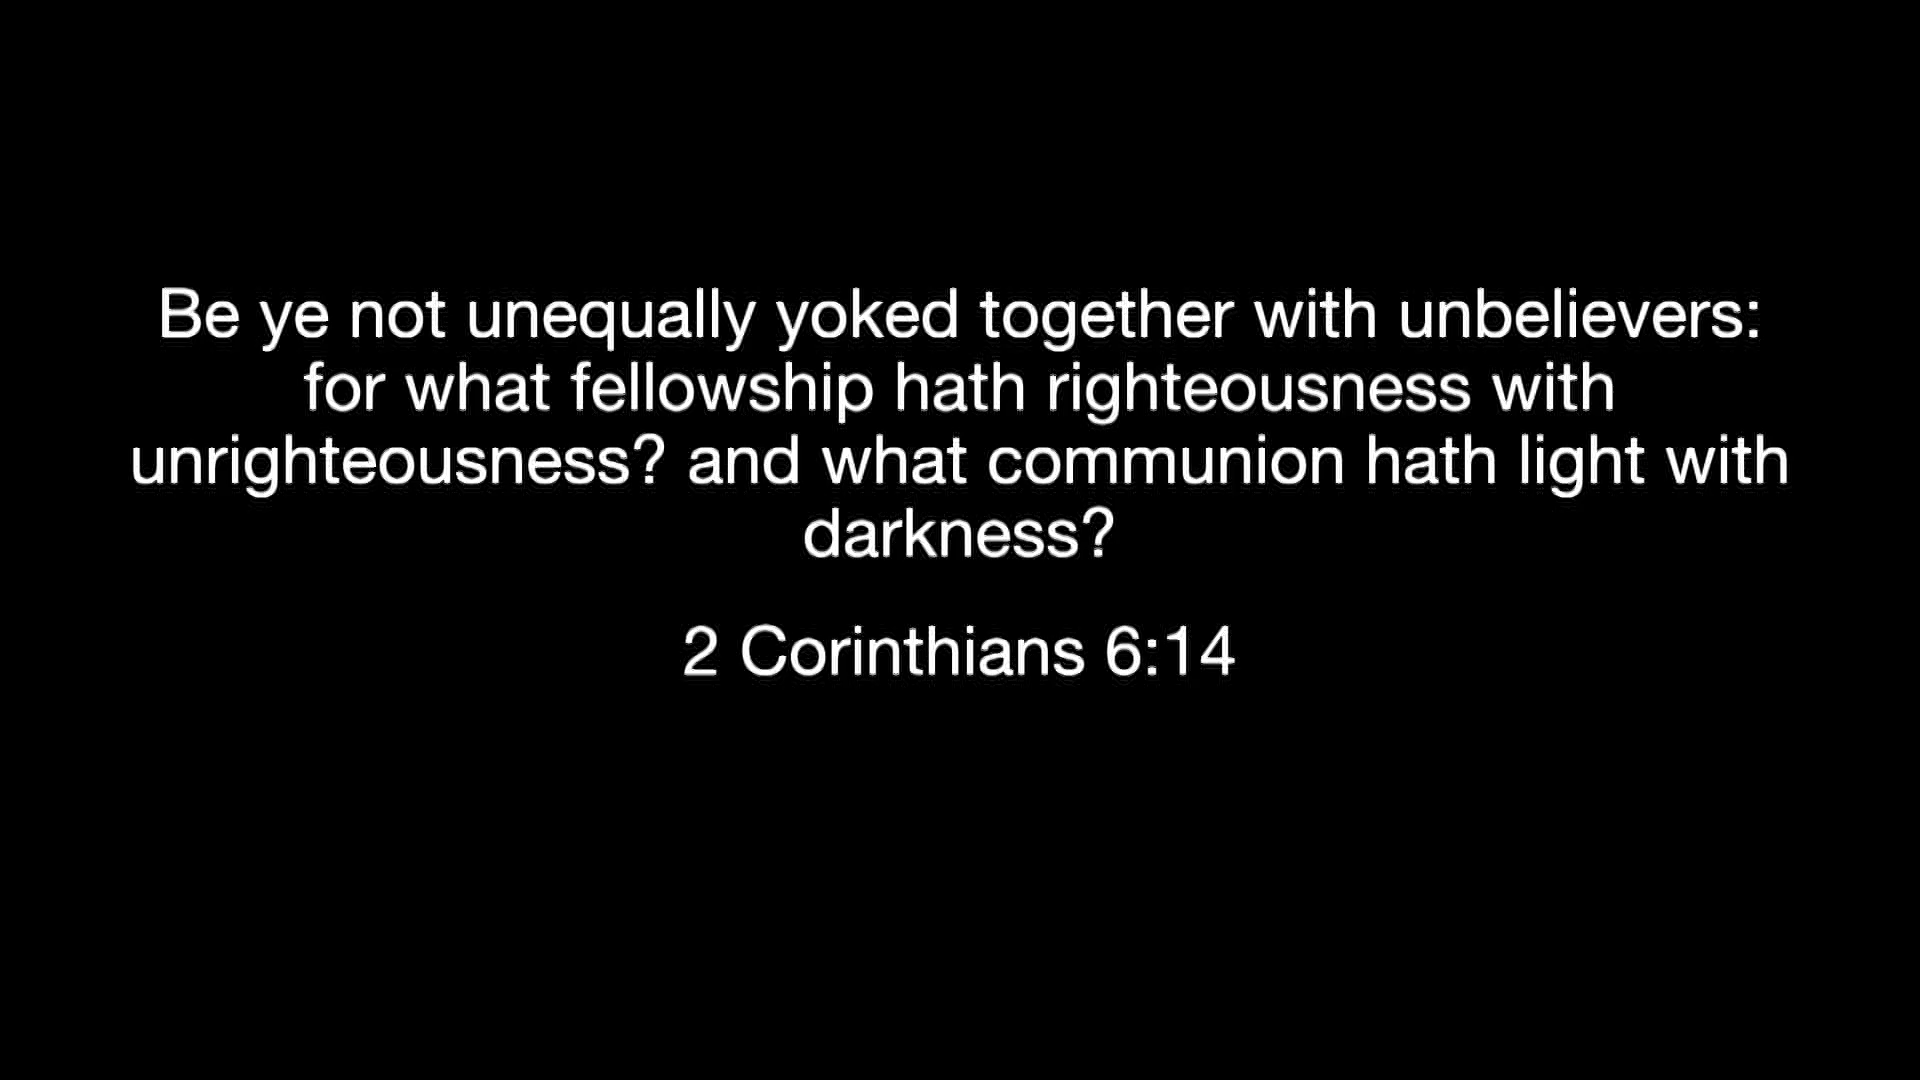 Be ye not unequally yoked together with unbelievers:
for what fellowship hath righteousness with
unrighteousness? and what communion hath light with
darkness?
2 Corinthians 6:14